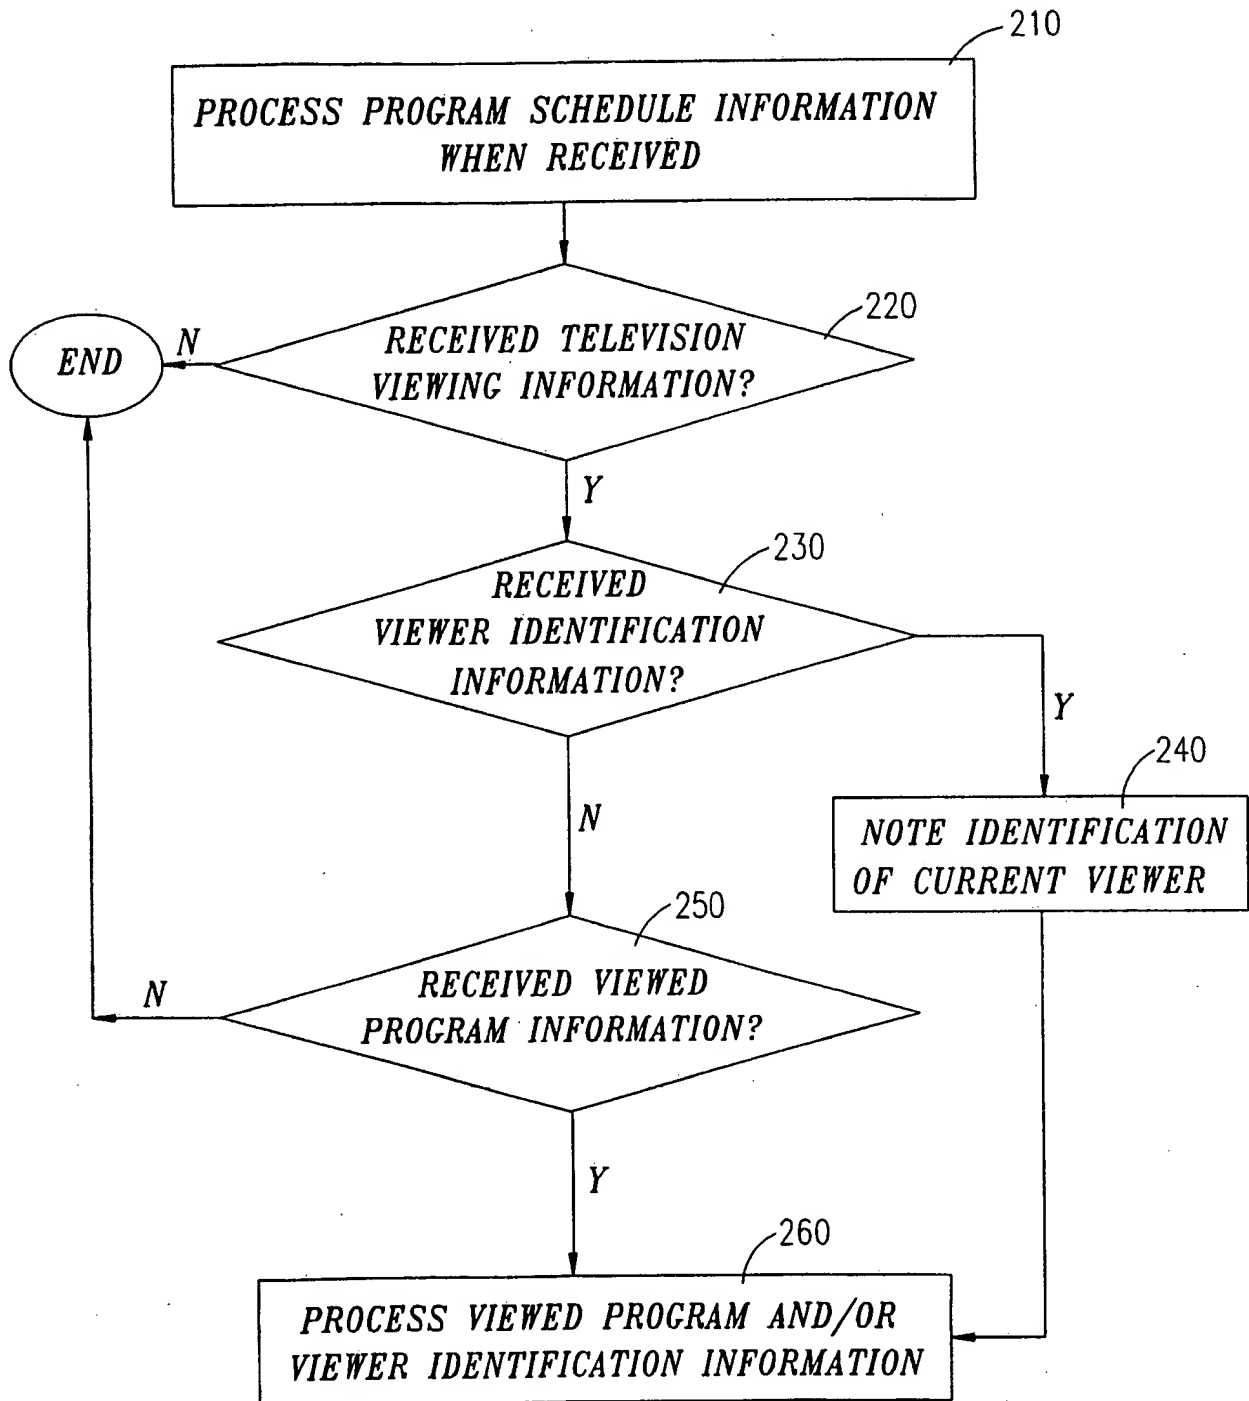 210
PROCESS PROGRAM SCHEDULE INFORMATION
WHEN RECEIVED
220
RECEIVED TELEVISION
VIEWING INFORMATION?
N
END
Y
230
RECEIVED
VIEWER IDENTIFICATION
INFORMATION?
Y
240
NOTE IDENTIFICATION
OF CURRENT VIEWER
N
250
RECEIVED VIEWED
PROGRAM INFORMATION?
N
Y
260
PROCESS VIEWED PROGRAM AND/OR
VIEWER IDENTIFICATION INFORMATION